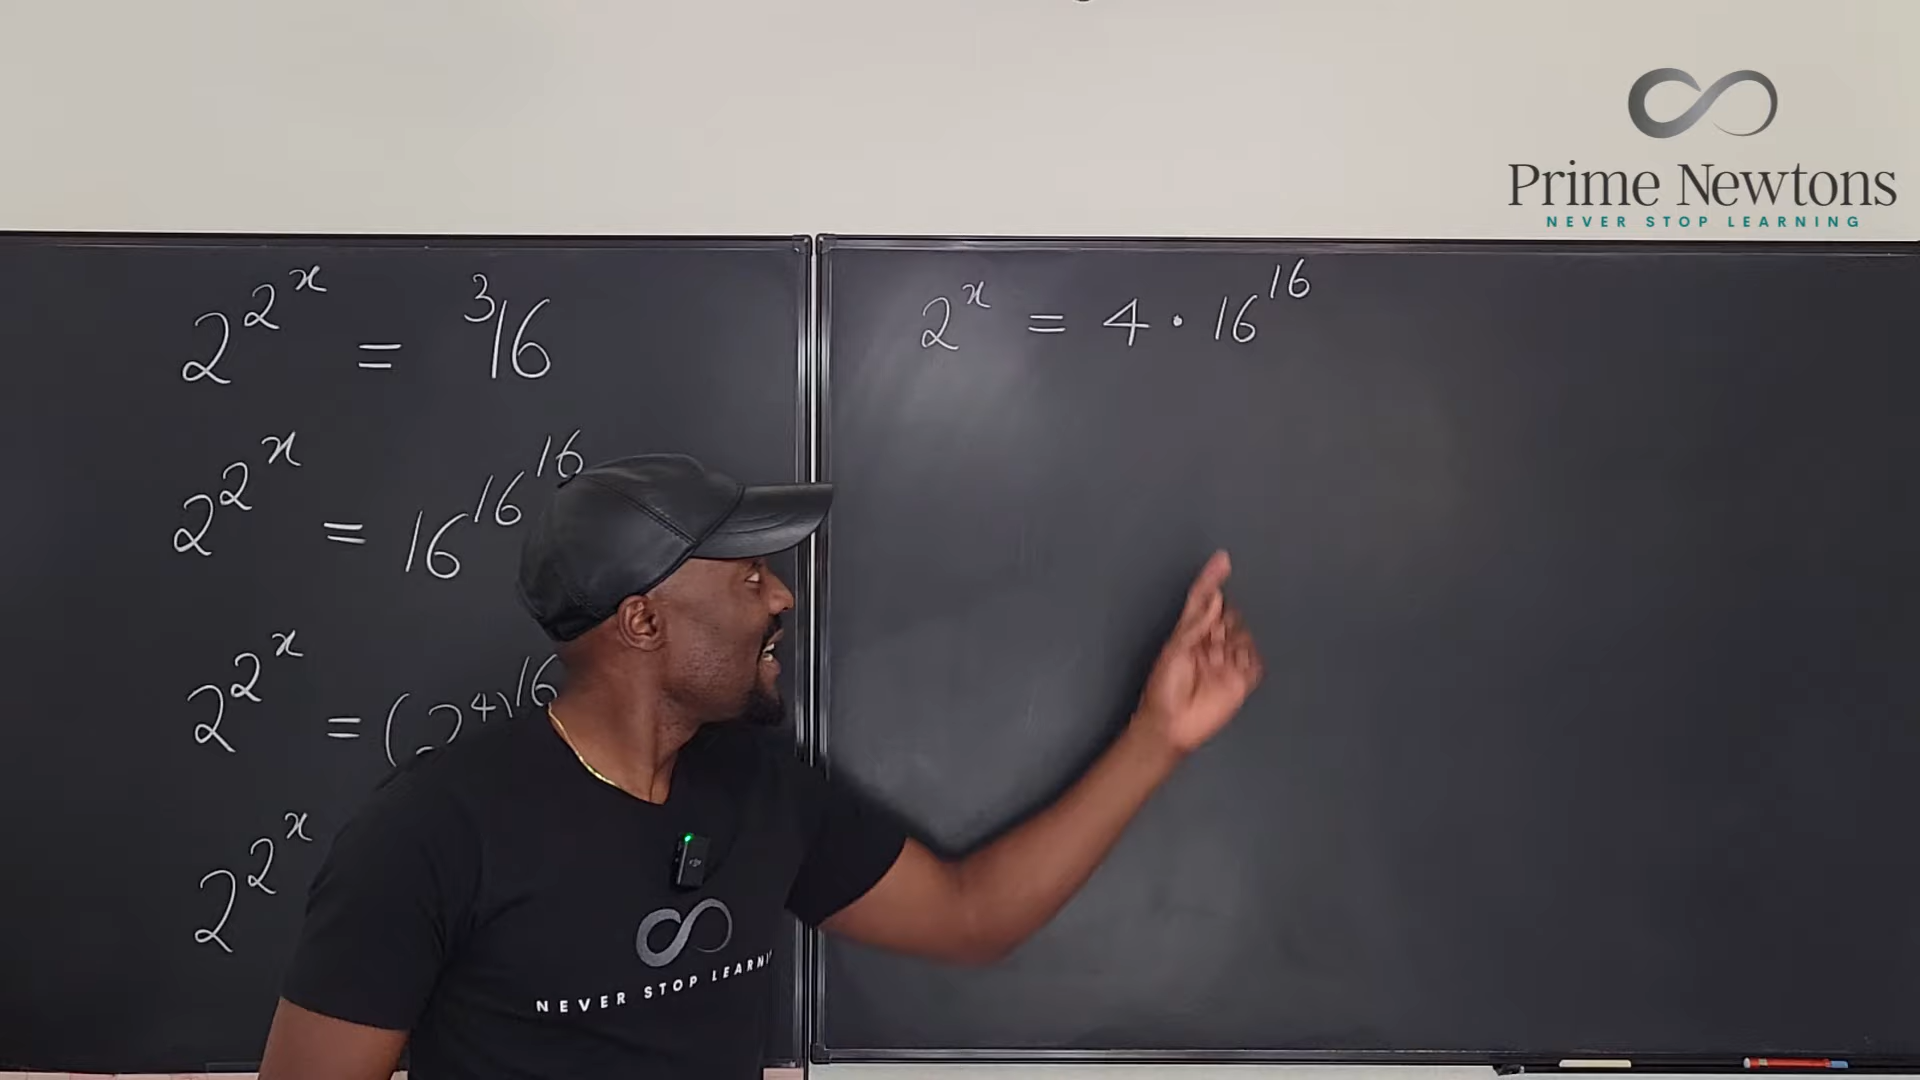 Prime Newtons
NEVER STOP LEARNING
2^2^x = ^3 16
2^2^x = 16^16^16
2^2^x = (2^4)^16
2^2^x
2^x = 4 · 16^16
NEVER STOP